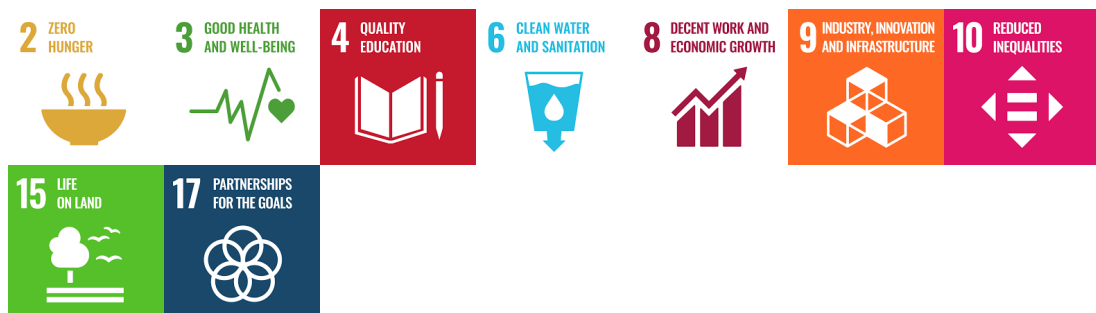 2 ZERO
HUNGER
3 GOOD HEALTH
AND WELL-BEING
4 QUALITY
EDUCATION
6 CLEAN WATER
AND SANITATION
8 DECENT WORK AND
ECONOMIC GROWTH
9 INDUSTRY, INNOVATION
AND INFRASTRUCTURE
10 REDUCED
INEQUALITIES
15 LIFE
ON LAND
17 PARTNERSHIPS
FOR THE GOALS